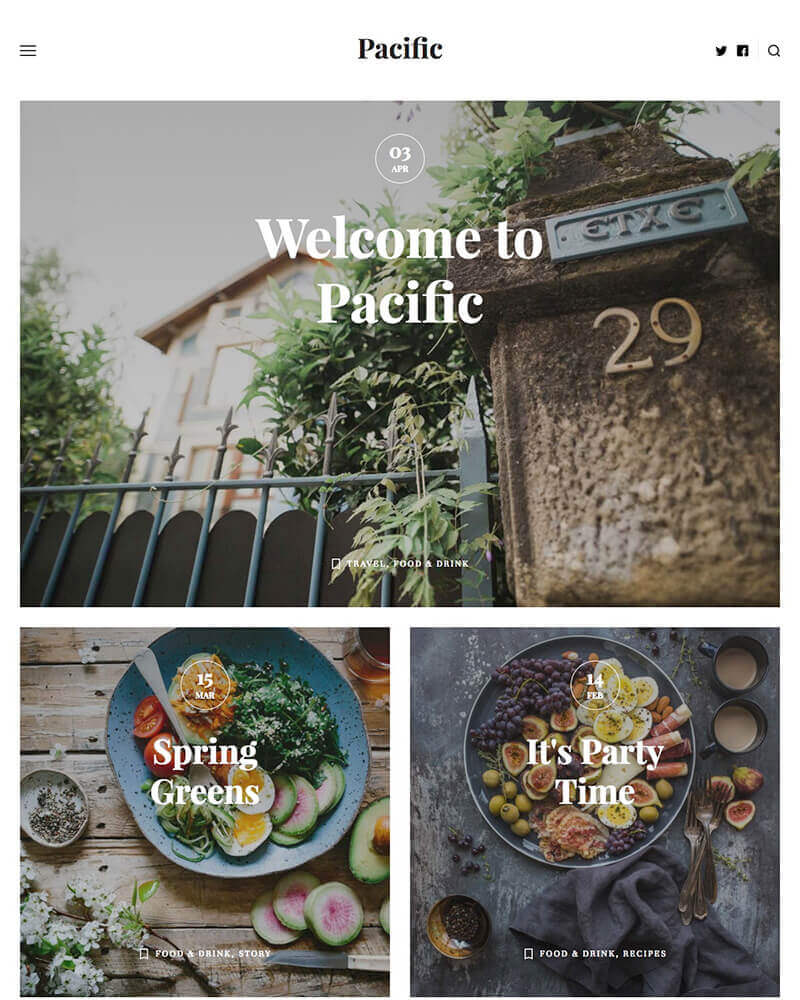 Pacific
03
APR
ETXE
Welcome to
Pacific
29
TRAVEL, FOOD & DRINK
15
MAR
Spring
Greens
FOOD & DRINK, STORY
14
FEB
It's Party
Time
FOOD & DRINK, RECIPES